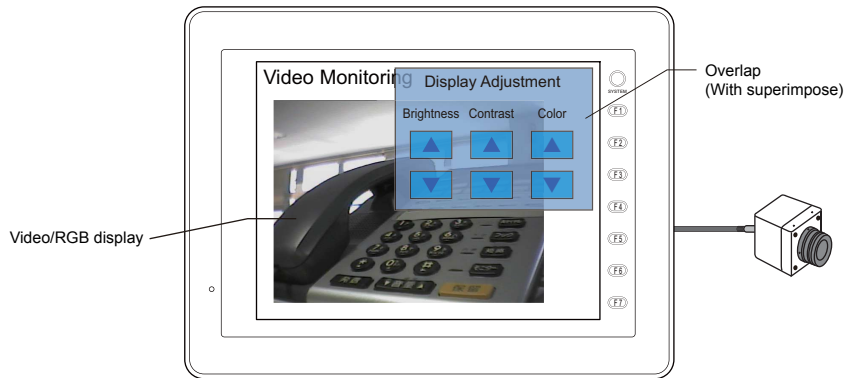 Video Monitoring
Display Adjustment
Brightness Contrast Color
SYSTEM
F1
F2
F3
F4
F5
F6
F7
Overlap
(With superimpose)
Video/RGB display